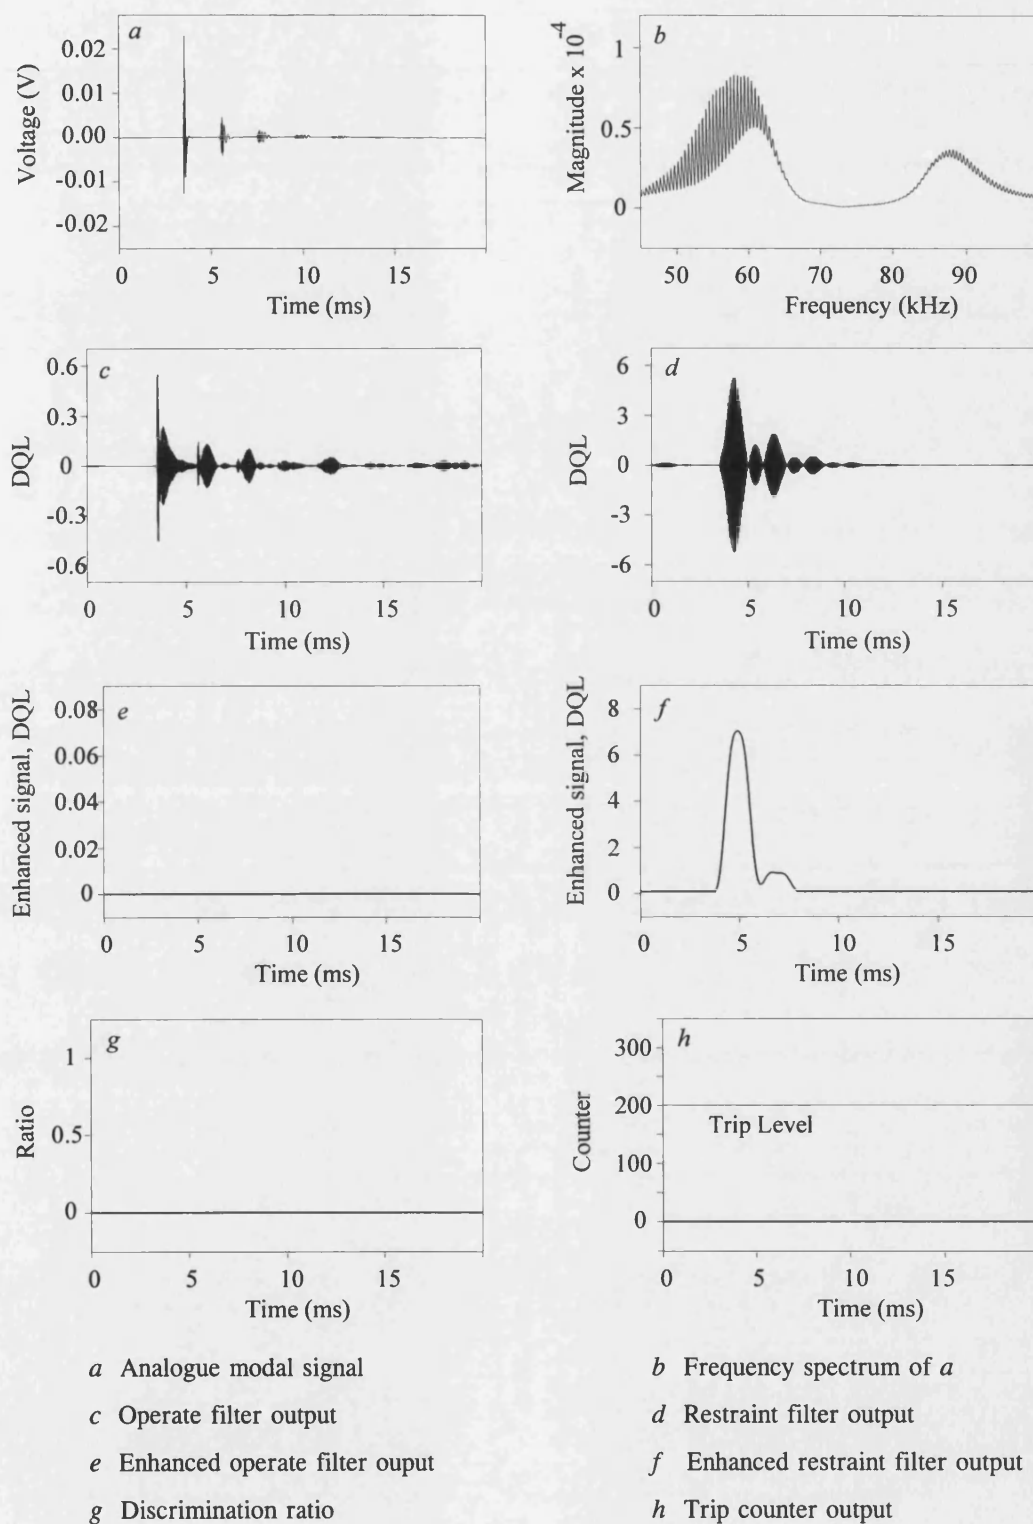 a
0.02
0.01
0.00
-0.01
-0.02
Voltage (V)
0 5 10 15
Time (ms)
b
1
0.5
0
Magnitude x 10-4
50 60 70 80 90
Frequency (kHz)
c
0.6
0.3
0
-0.3
-0.6
DQL
0 5 10 15
Time (ms)
d
6
3
0
-3
-6
DQL
0 5 10 15
Time (ms)
e
0.08
0.06
0.04
0.02
0
Enhanced signal, DQL
0 5 10 15
Time (ms)
f
8
6
4
2
0
Enhanced signal, DQL
0 5 10 15
Time (ms)
g
1
0.5
0
Ratio
0 5 10 15
Time (ms)
h
300
200
100
0
Trip Level
Counter
0 5 10 15
Time (ms)
a Analogue modal signal
b Frequency spectrum of a
c Operate filter output
d Restraint filter output
e Enhanced operate filter ouput
f Enhanced restraint filter output
g Discrimination ratio
h Trip counter output